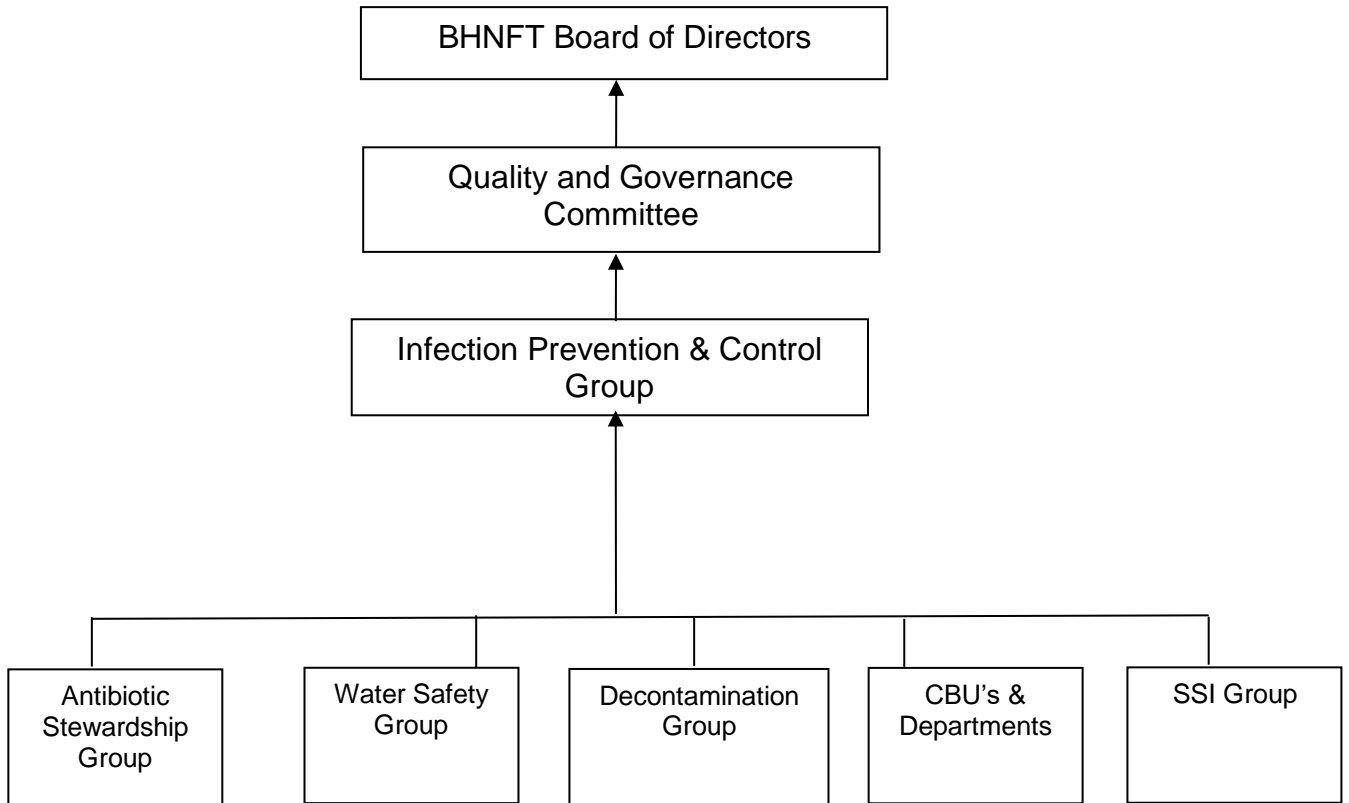 BHNFT Board of Directors
Quality and Governance
Committee
Infection Prevention & Control
Group
Antibiotic
Stewardship
Group
Water Safety
Group
Decontamination
Group
CBU’s &
Departments
SSI Group